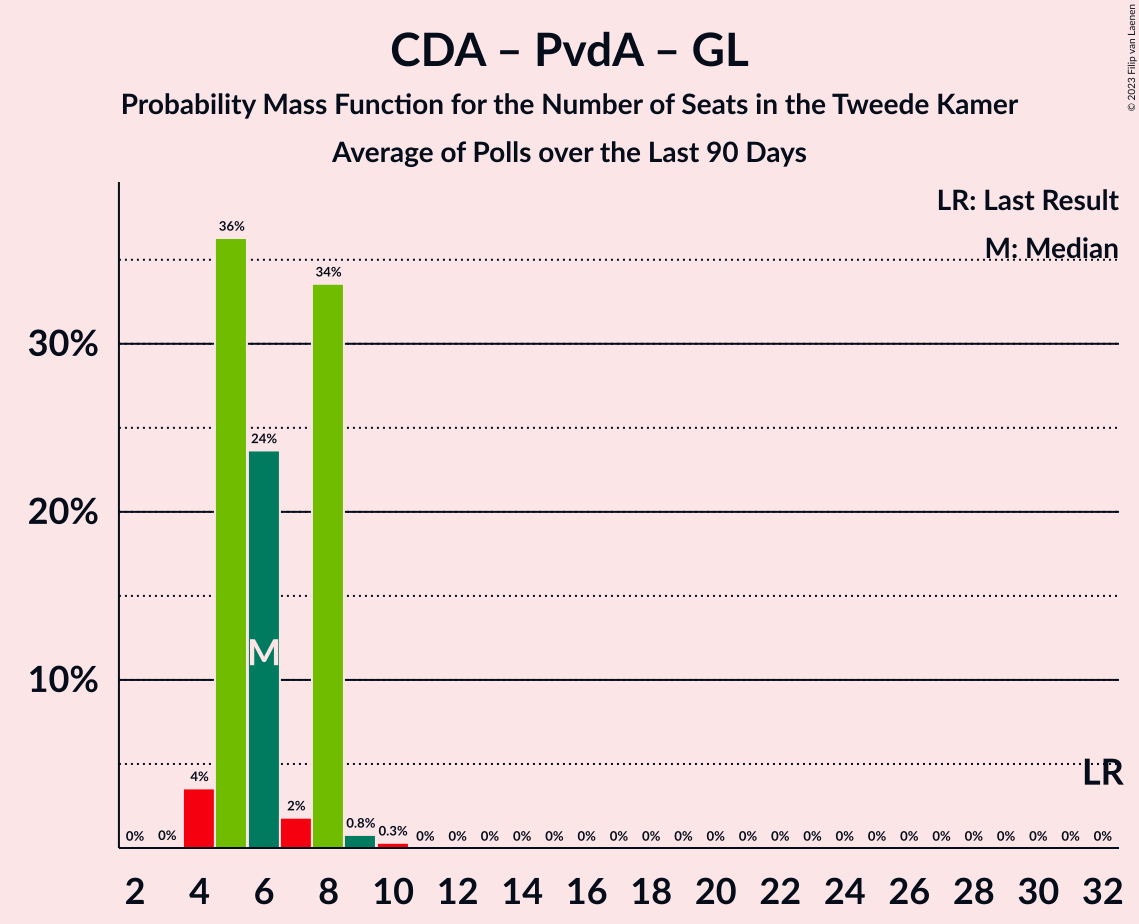 CDA – PvdA – GL
Probability Mass Function for the Number of Seats in the Tweede Kamer
Average of Polls over the Last 90 Days
© 2023 Filip van Laenen
LR: Last Result
M: Median
36%
34%
30%
24%
20%
M
10%
LR
4%
2%
0% 0% 0.8% 0.3% 0% 0% 0% 0% 0% 0% 0% 0% 0% 0% 0% 0% 0% 0% 0% 0% 0% 0% 0% 0% 0% 0%
2 4 6 8 10 12 14 16 18 20 22 24 26 28 30 32